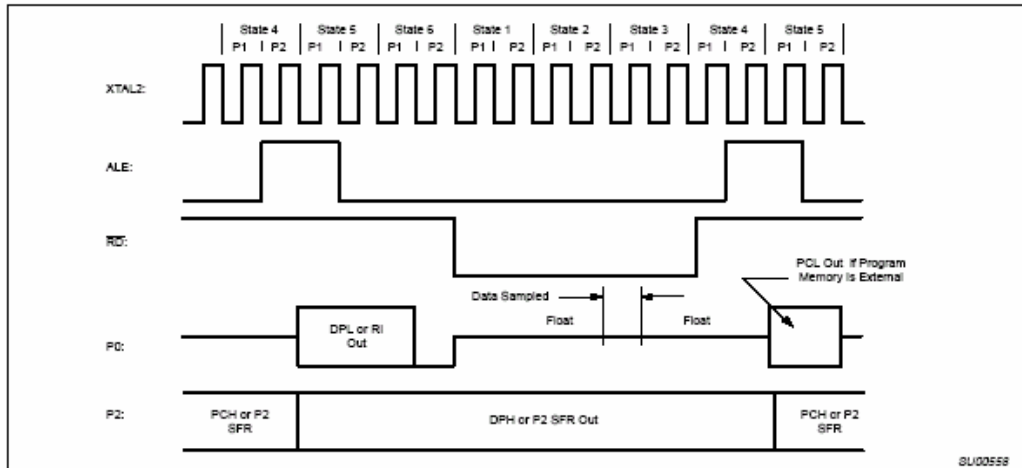 State 4 State 5 State 6 State 1 State 2 State 3 State 4 State 5
P1 P2 P1 P2 P1 P2 P1 P2 P1 P2 P1 P2 P1 P2 P1 P2
XTAL2:
ALE:
RD:
PCL Out If Program
Memory Is External
Data Sampled
Float Float
DPL or RI
Out
P0:
P2:
PCH or P2
SFR
DPH or P2 SFR Out
PCH or P2
SFR
SU00558